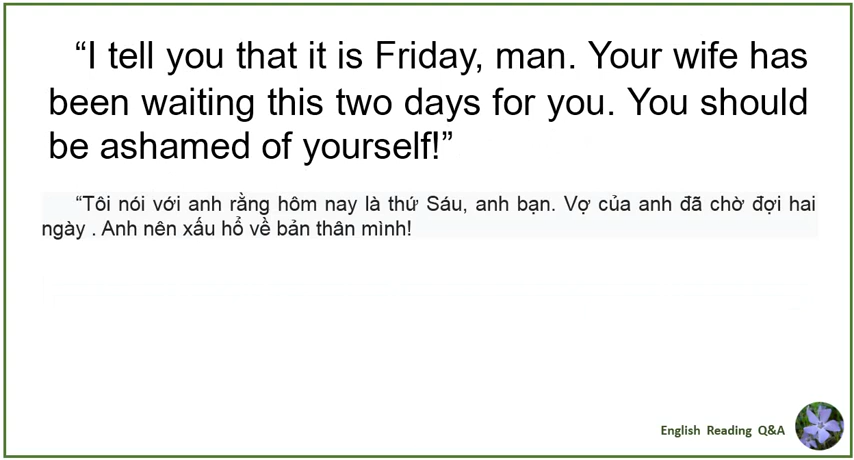 “I tell you that it is Friday, man. Your wife has
been waiting this two days for you. You should
be ashamed of yourself!”
“Tôi nói với anh rằng hôm nay là thứ Sáu, anh bạn. Vợ của anh đã chờ đợi hai
ngày . Anh nên xấu hổ về bản thân mình!
English Reading Q&A